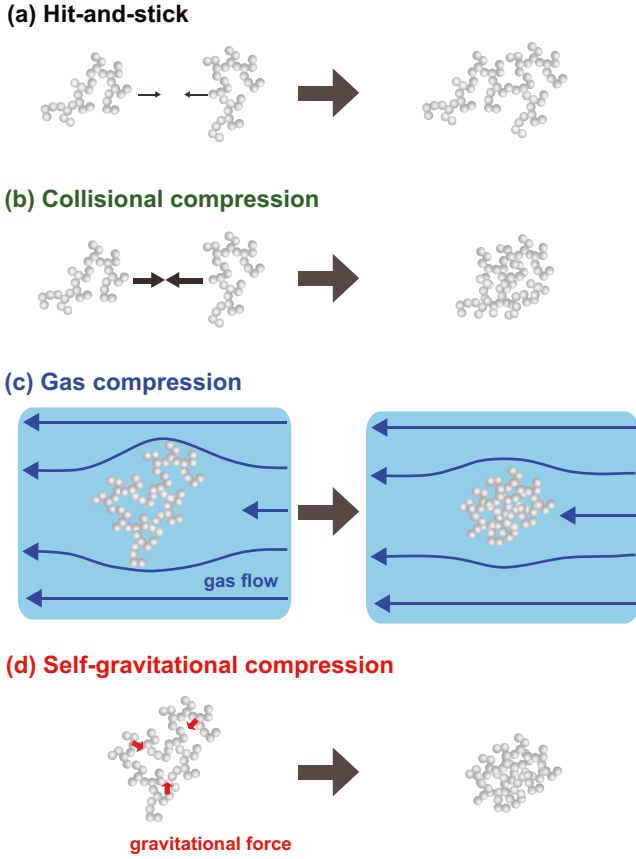 (a) Hit-and-stick
(b) Collisional compression
(c) Gas compression
gas flow
(d) Self-gravitational compression
gravitational force